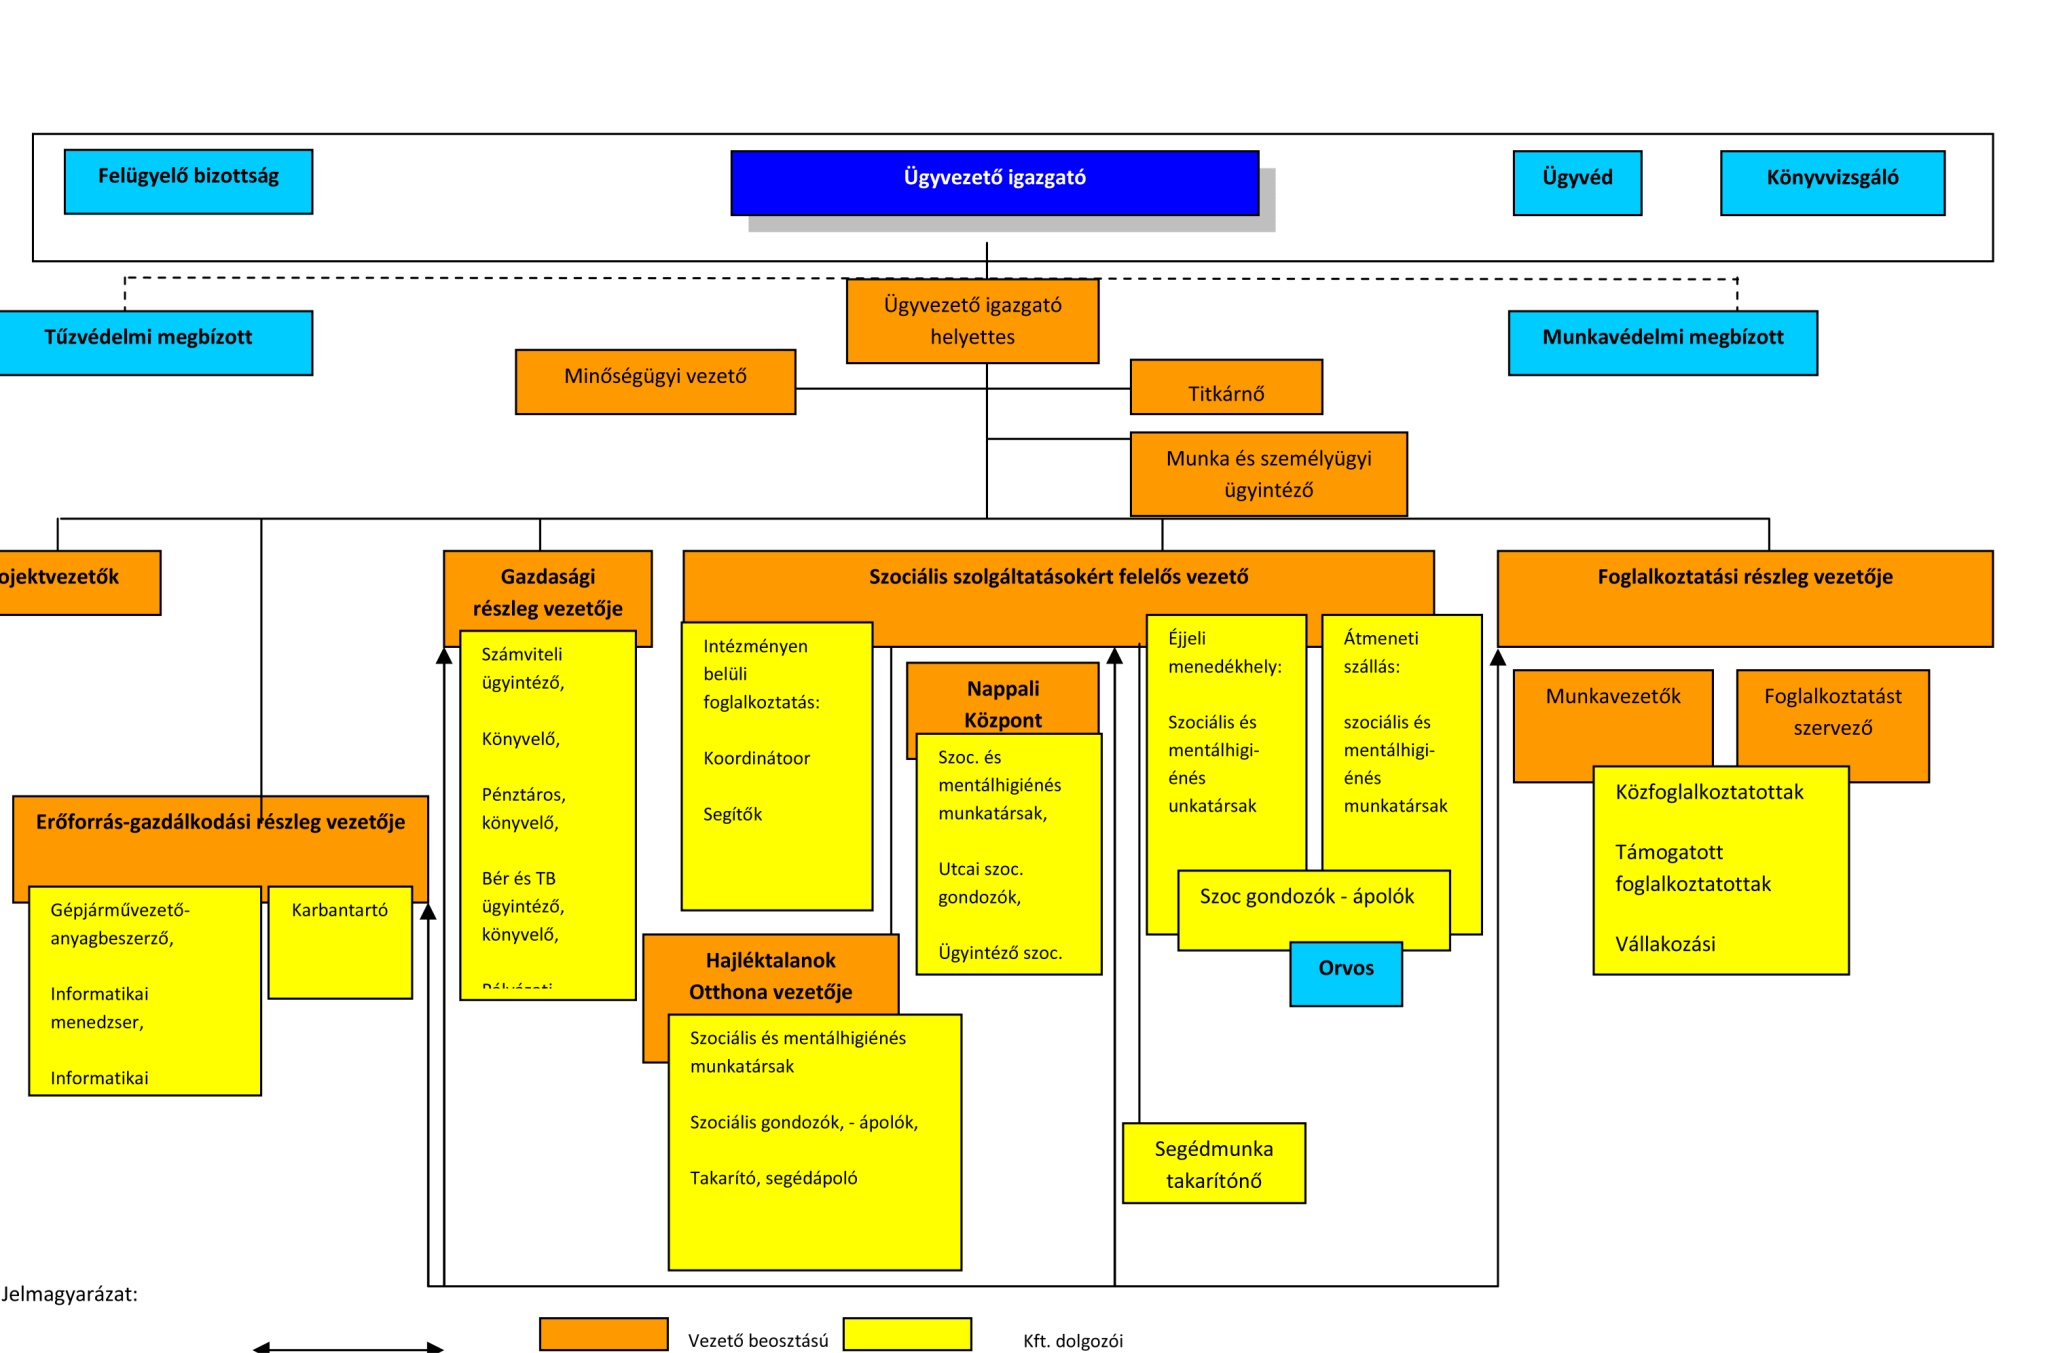 Felügyelő bizottság
Ügyvezető igazgató
Ügyvéd
Könyvvizsgáló
Ügyvezető igazgató
helyettes
Tűzvédelmi megbízott
Munkavédelmi megbízott
Minőségügyi vezető
Titkárnő
Munka és személyügyi
ügyintéző
ojektvezetők
Gazdasági
részleg vezetője
Szociális szolgáltatásokért felelős vezető
Foglalkoztatási részleg vezetője
Számviteli
ügyintéző,
Könyvelő,
Pénztáros,
könyvelő,
Bér és TB
ügyintéző,
könyvelő,
Intézményen
belüli
foglalkoztatás:
Koordinátoor
Segítők
Nappali
Központ
Szoc. és
mentálhigiénés
munkatársak,
Utcai szoc.
gondozók,
Ügyintéző szoc.
Éjjeli
menedékhely:
Szociális és
mentálhigi-
énés
unkatársak
Átmeneti
szállás:
szociális és
mentálhigi-
énés
munkatársak
Szoc gondozók - ápolók
Orvos
Munkavezetők
Foglalkoztatást
szervező
Közfoglalkoztatottak
Támogatott
foglalkoztatottak
Vállakozási
Erőforrás-gazdálkodási részleg vezetője
Gépjárművezető-
anyagbeszerző,
Informatikai
menedzser,
Informatikai
Karbantartó
Hajléktalanok
Otthona vezetője
Szociális és mentálhigiénés
munkatársak
Szociális gondozók, - ápolók,
Takarító, segédápoló
Segédmunka
takarítónő
Jelmagyarázat:
Vezető beosztású
Kft. dolgozói